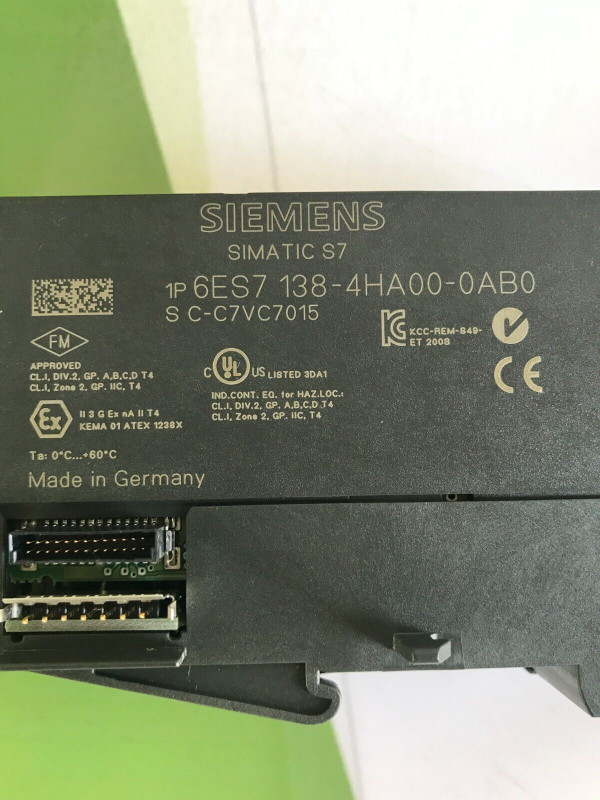 SIEMENS
SIMATIC S7
1P 6ES7 138-4HA00-0AB0
S C-C7VC7015
FM
APPROVED
CL.I, DIV.2, GP. A,B,C,D T4
CL.I, Zone 2, GP. IIC, T4
C UL US LISTED 3DA1
IND.CONT. EQ. for HAZ.LOC.:
CL.I, DIV.2, GP. A,B,C,D T4
CL.I, Zone 2, GP. IIC, T4
KCC-REM-S49-
ET 200S
CE
Ex II 3 G Ex nA II T4
KEMA 01 ATEX 1238X
Ta: 0°C...+60°C
Made in Germany